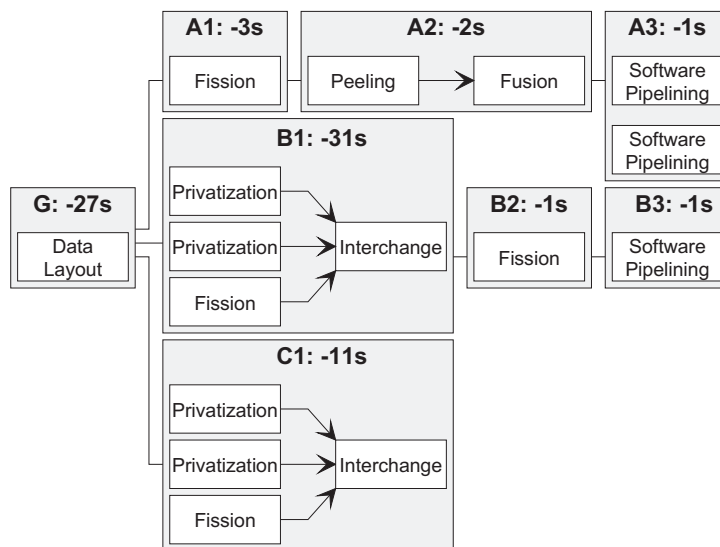 A1: -3s
Fission
A2: -2s
Peeling
Fusion
A3: -1s
Software
Pipelining
Software
Pipelining
G: -27s
Data
Layout
B1: -31s
Privatization
Privatization
Fission
Interchange
B2: -1s
Fission
B3: -1s
Software
Pipelining
C1: -11s
Privatization
Privatization
Fission
Interchange